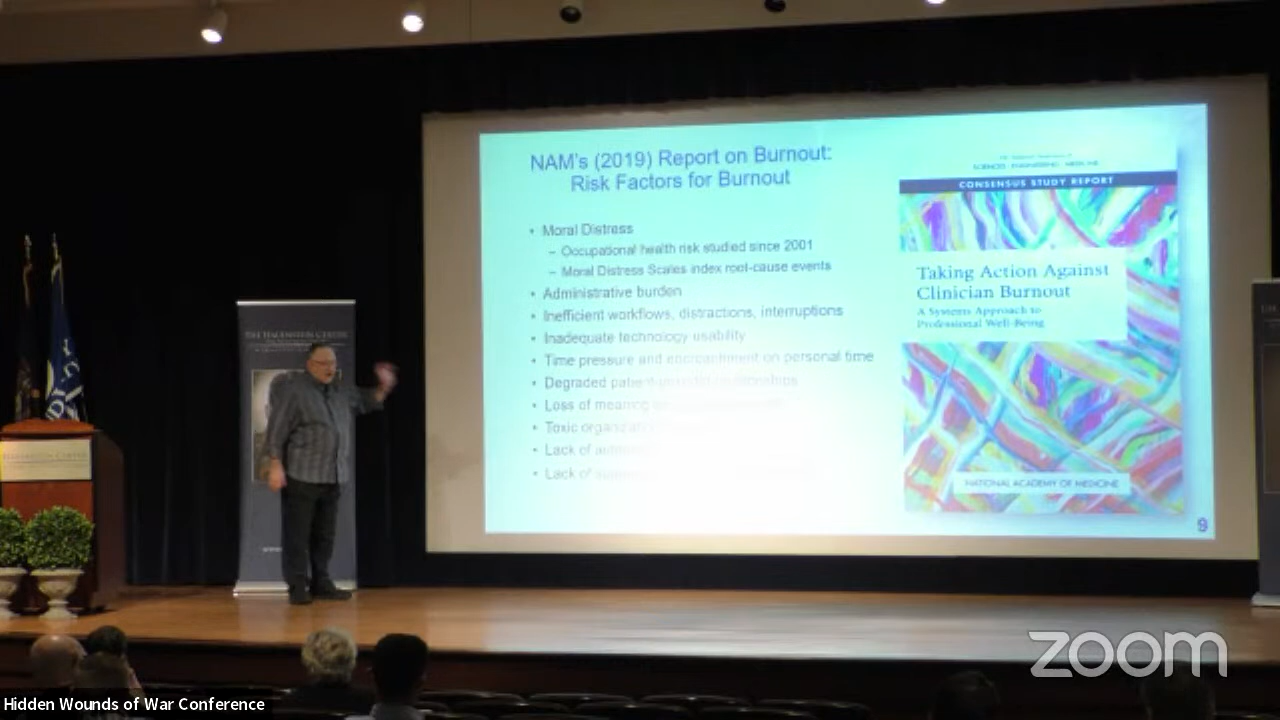 NAM's (2019) Report on Burnout:
Risk Factors for Burnout
• Moral Distress
– Occupational health risk studied since 2001
– Moral Distress Scales index root-cause events
• Administrative burden
• Inefficient workflows, distractions, interruptions
• Inadequate technology usability
• Time pressure and encroachment on personal time
• Degraded
• Loss of meaning
• Toxic
• Lack of
• Lack of
CONSENSUS STUDY REPORT
Taking Action Against
Clinician Burnout
A Systems Approach to
Professional Well-Being
NATIONAL ACADEMY OF MEDICINE
9
THE HAUENSTEIN CENTER
zoom
Hidden Wounds of War Conference